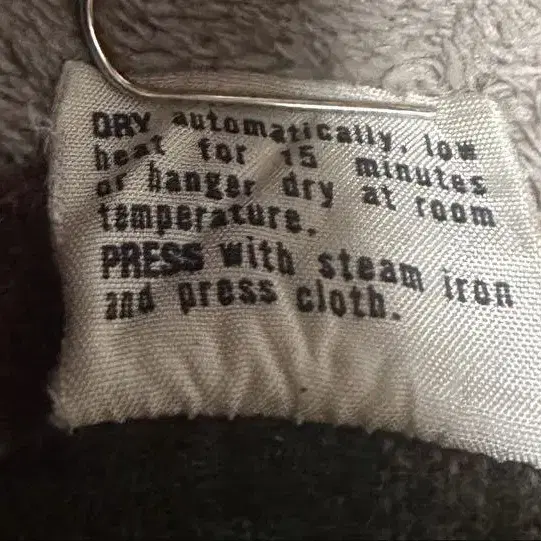 DRY automatically, low
heat for 15 minutes
or hanger dry at room
temperature.
PRESS with steam iron
and press cloth.